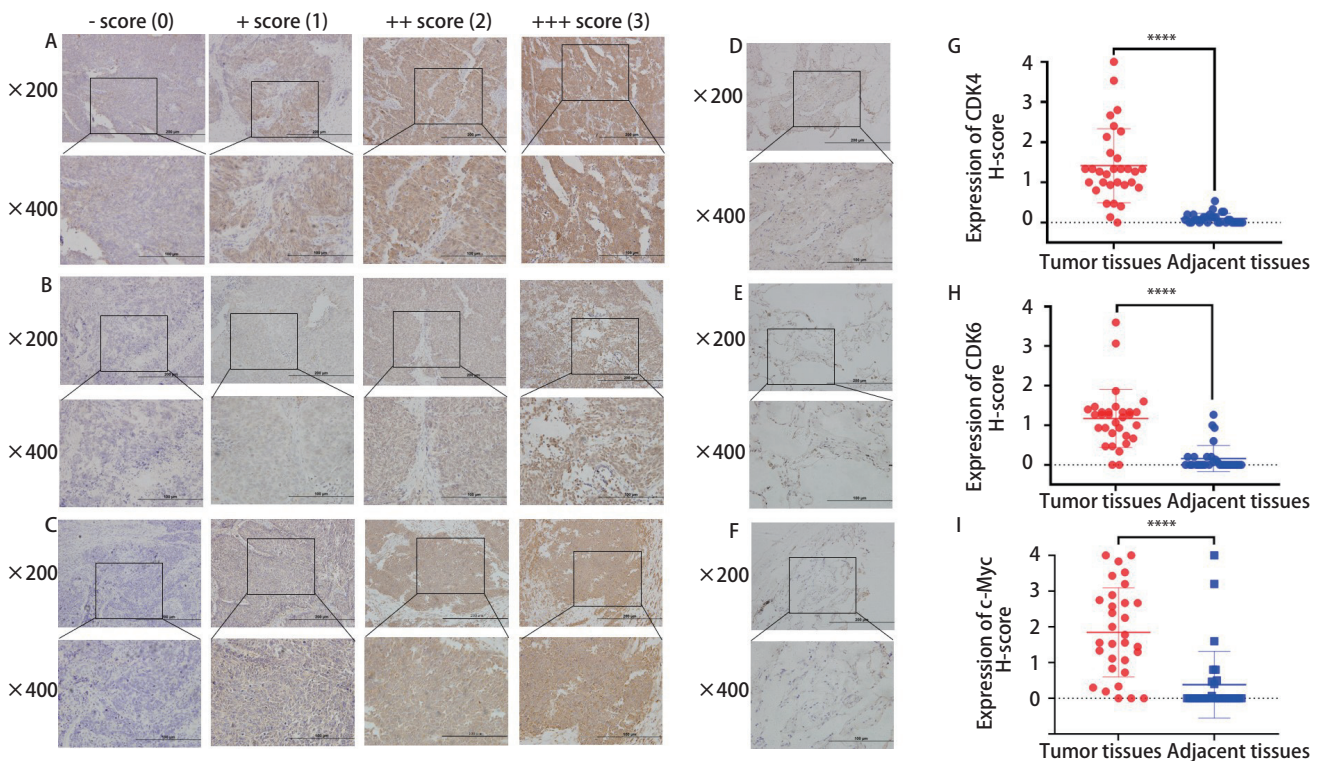 - score (0)
+ score (1)
++ score (2)
+++ score (3)
A
×200
×400
B
×200
×400
C
×200
×400
D
×200
×400
E
×200
×400
F
×200
×400
G
****
Expression of CDK4
H-score
4
3
2
1
0
Tumor tissues Adjacent tissues
H
****
Expression of CDK6
H-score
4
3
2
1
0
Tumor tissues Adjacent tissues
I
****
Expression of c-Myc
H-score
4
3
2
1
0
Tumor tissues Adjacent tissues